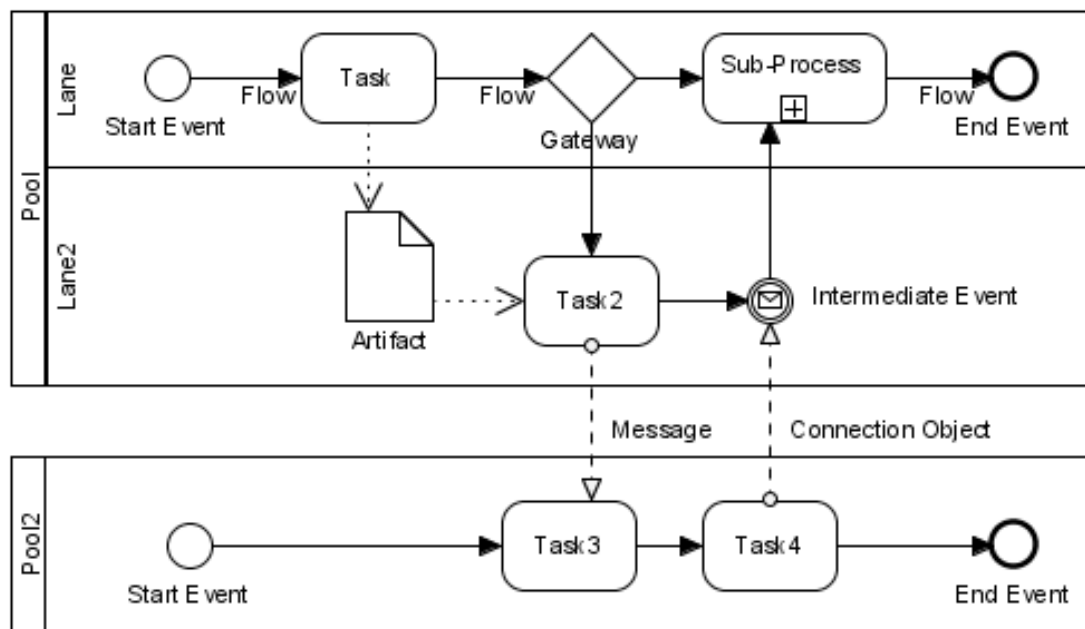 Pool
Lane
Start Event
Flow
Task
Flow
Gateway
Sub-Process
Flow
End Event
Lane2
Artifact
Task2
Intermediate Event
Message
Connection Object
Pool2
Start Event
Task3
Task4
End Event